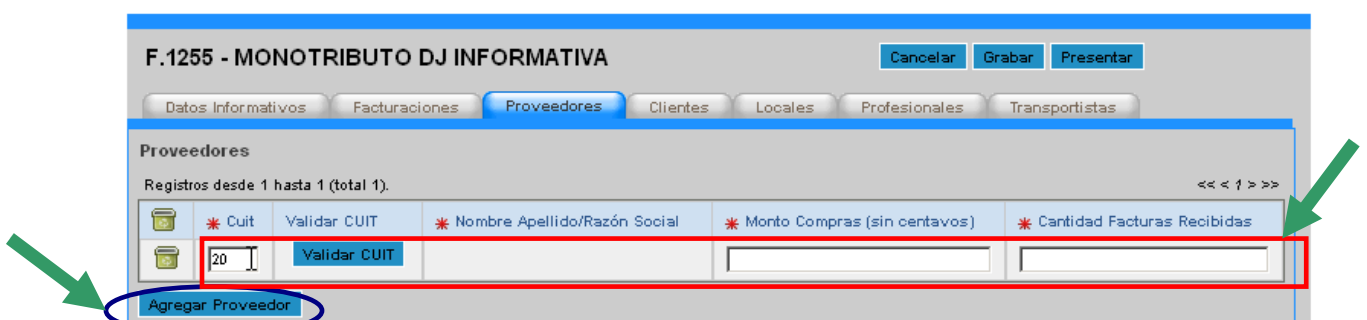 F.1255 - MONOTRIBUTO DJ INFORMATIVA Cancelar Grabar Presentar
Datos Informativos Facturaciones Proveedores Clientes Locales Profesionales Transportistas
Proveedores
Registros desde 1 hasta 1 (total 1). << < 1 > >>
* Cuit Validar CUIT * Nombre Apellido/Razón Social * Monto Compras (sin centavos) * Cantidad Facturas Recibidas
20 Validar CUIT
Agregar Proveedor